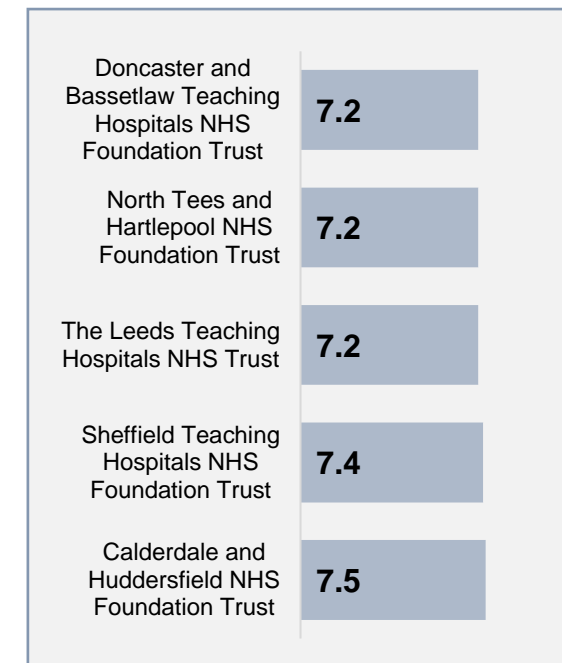 Doncaster and
Bassetlaw Teaching
Hospitals NHS
Foundation Trust
7.2
North Tees and
Hartlepool NHS
Foundation Trust
7.2
The Leeds Teaching
Hospitals NHS Trust
7.2
Sheffield Teaching
Hospitals NHS
Foundation Trust
7.4
Calderdale and
Huddersfield NHS
Foundation Trust
7.5